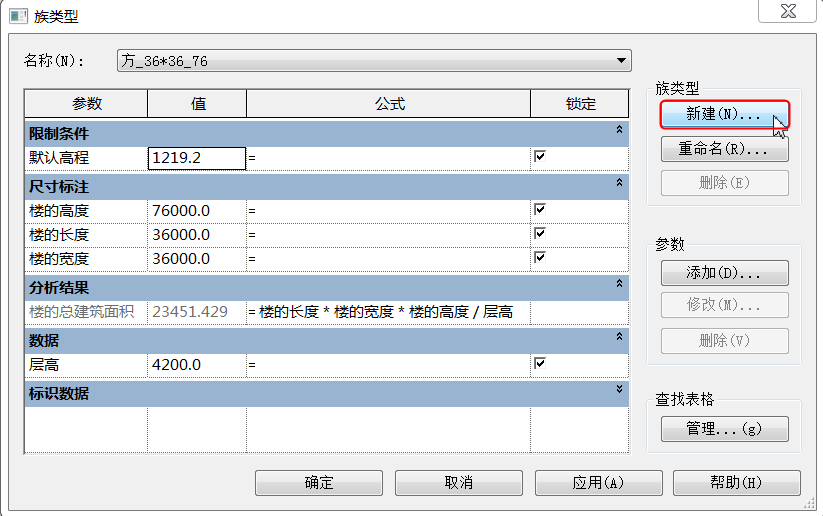 族类型
名称(N):
方_36*36_76
参数 值 公式 锁定
限制条件
默认高程 1219.2 =
尺寸标注
楼的高度 76000.0 =
楼的长度 36000.0 =
楼的宽度 36000.0 =
分析结果
楼的总建筑面积 23451.429 = 楼的长度 * 楼的宽度 * 楼的高度 / 层高
数据
层高 4200.0 =
标识数据
族类型
新建(N)...
重命名(R)...
删除(E)
参数
添加(D)...
修改(M)...
删除(V)
查找表格
管理...(g)
确定 取消 应用(A) 帮助(H)